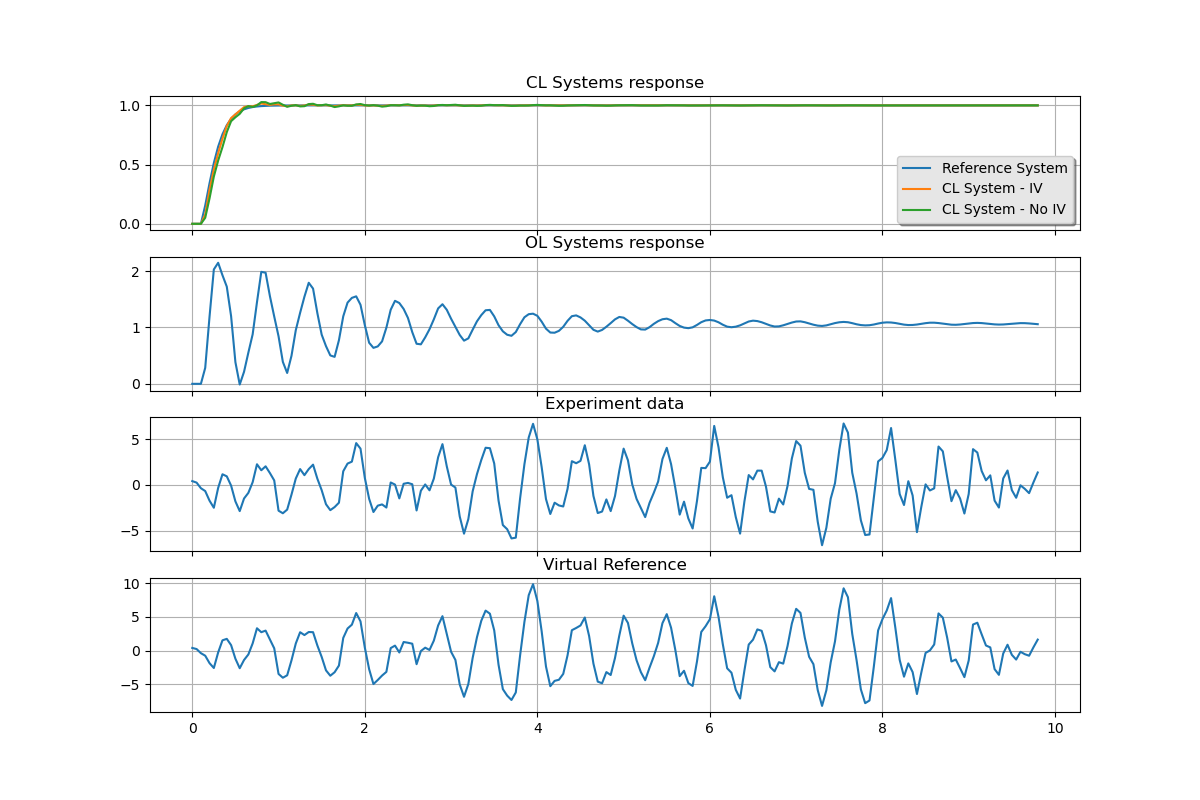 CL Systems response
1.0
0.5
0.0
Reference System
CL System - IV
CL System - No IV
OL Systems response
2
1
0
Experiment data
5
0
−5
Virtual Reference
10
5
0
−5
0 2 4 6 8 10